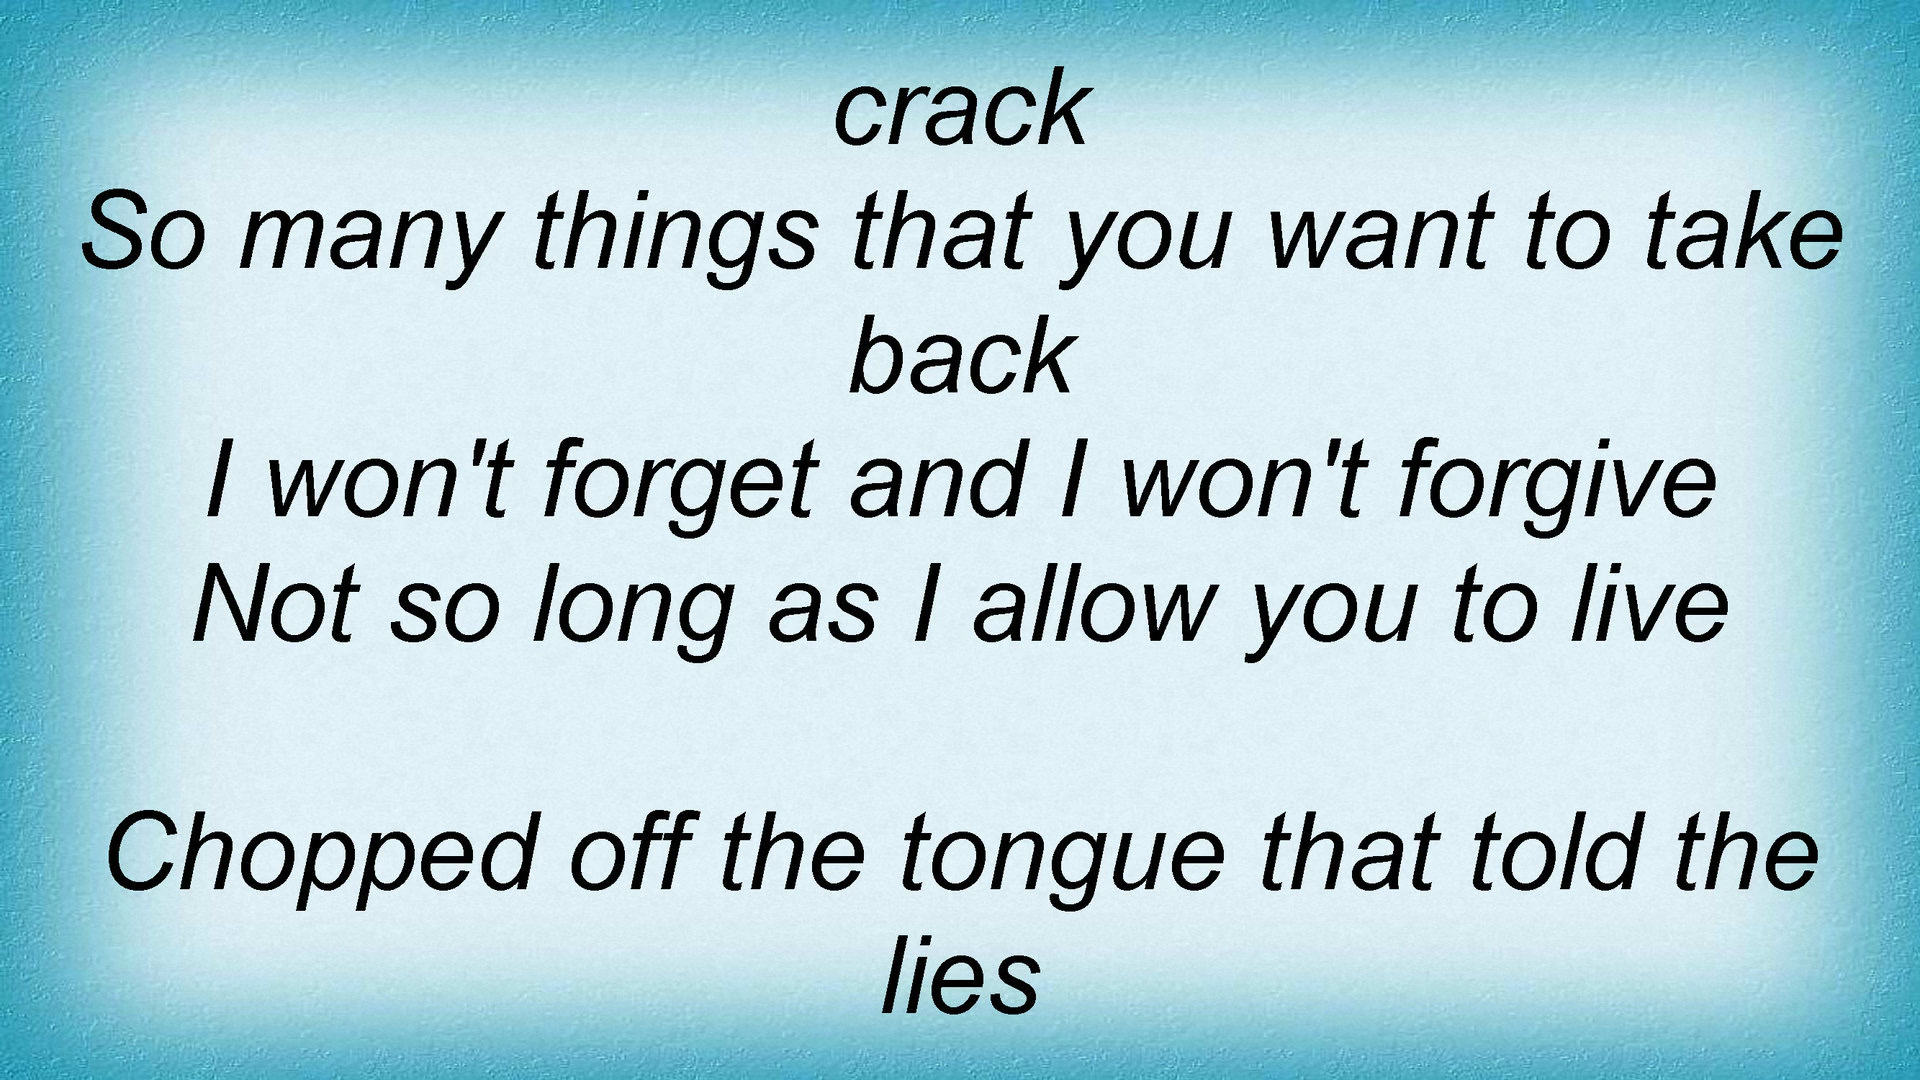 crack
So many things that you want to take
back
I won't forget and I won't forgive
Not so long as I allow you to live
Chopped off the tongue that told the
lies